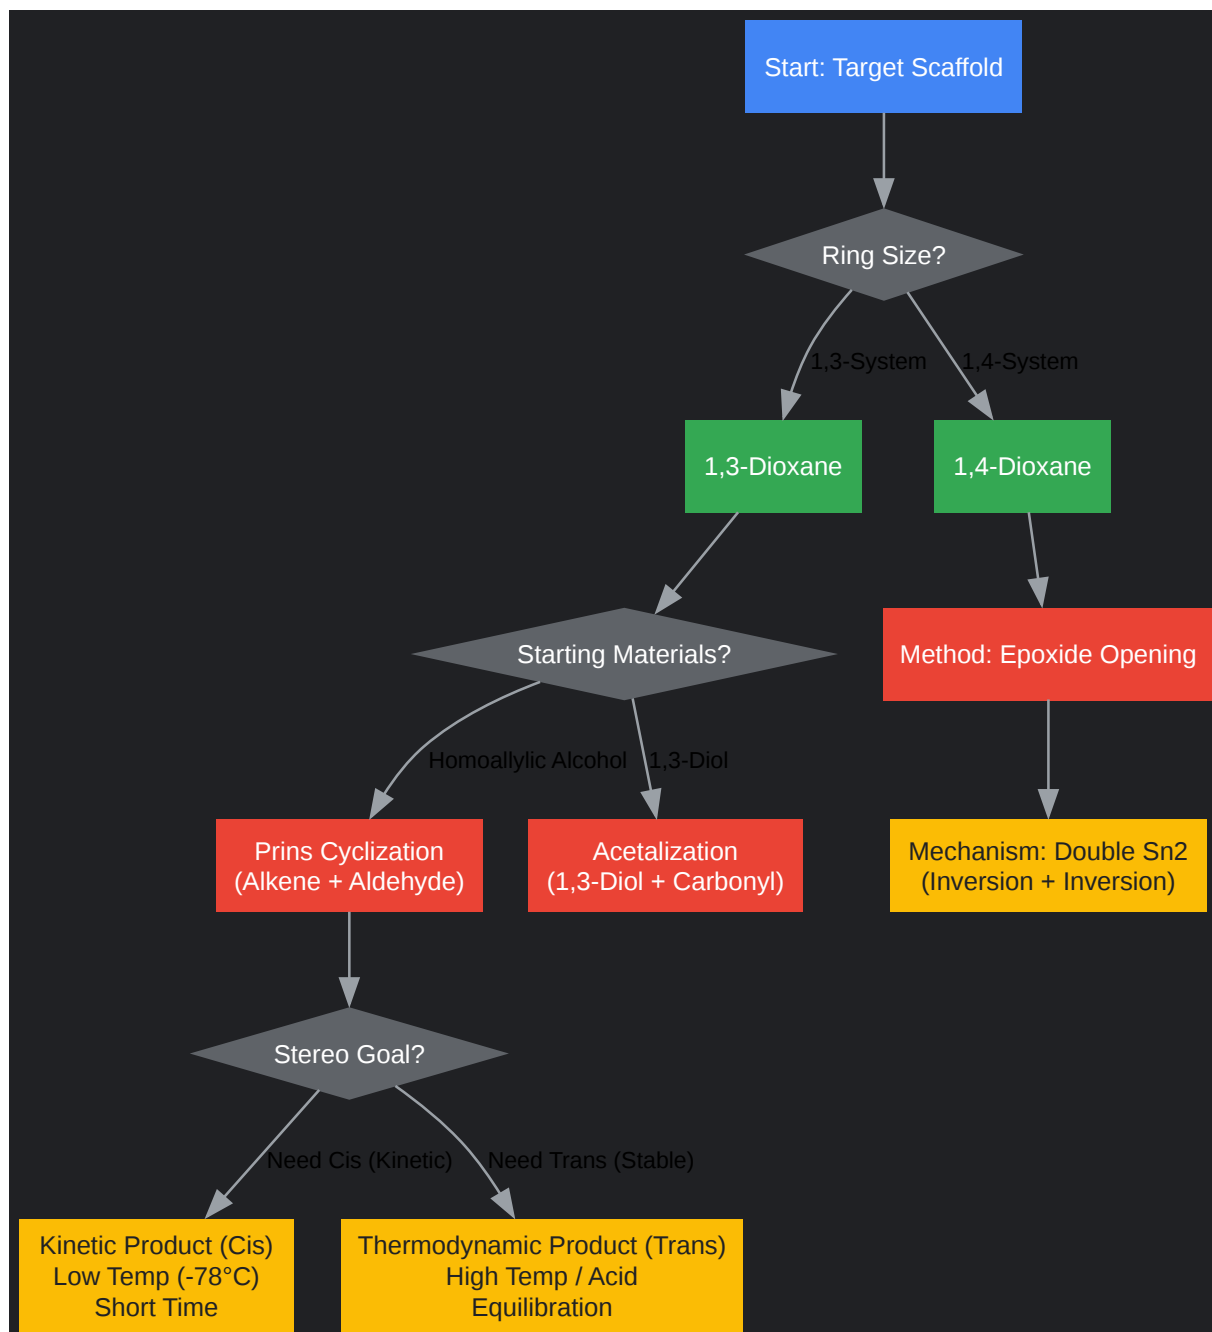 Start: Target Scaffold
Ring Size?
1,3-System
1,4-System
1,3-Dioxane
1,4-Dioxane
Starting Materials?
Method: Epoxide Opening
Homoallylic Alcohol
1,3-Diol
Prins Cyclization
(Alkene + Aldehyde)
Acetalization
(1,3-Diol + Carbonyl)
Mechanism: Double Sn2
(Inversion + Inversion)
Stereo Goal?
Need Cis (Kinetic)
Need Trans (Stable)
Kinetic Product (Cis)
Low Temp (-78°C)
Short Time
Thermodynamic Product (Trans)
High Temp / Acid
Equilibration